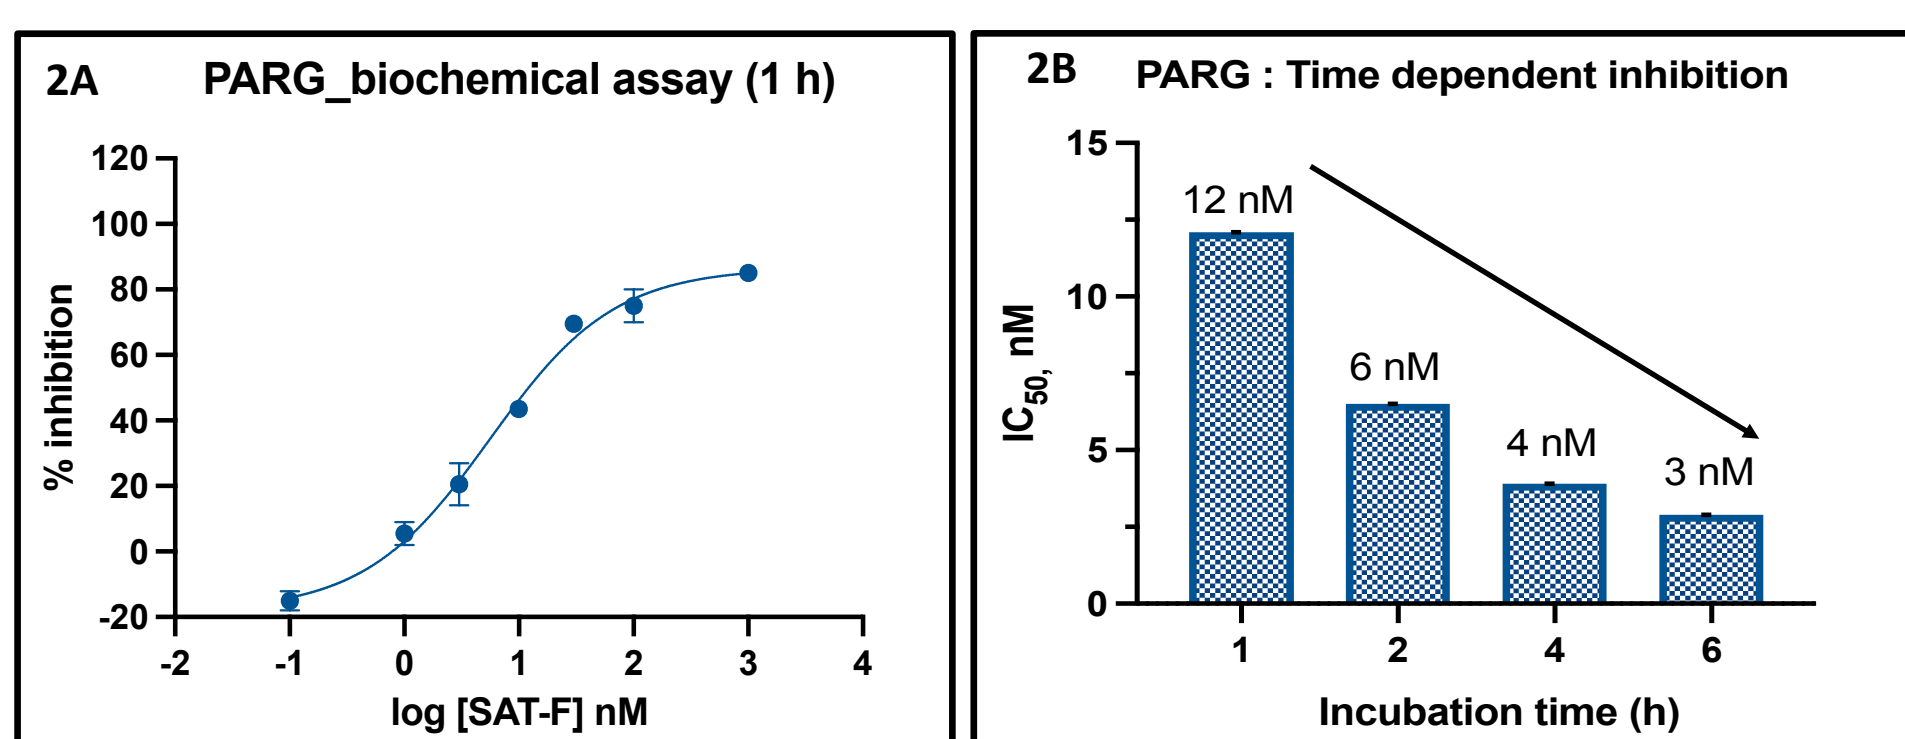 2A PARG_biochemical assay (1 h)
120
100
80
60
40
20
0
-20
% inhibition
-2 -1 0 1 2 3 4
log [SAT-F] nM
2B PARG : Time dependent inhibition
15
10
5
0
IC50, nM
12 nM
6 nM
4 nM
3 nM
1 2 4 6
Incubation time (h)